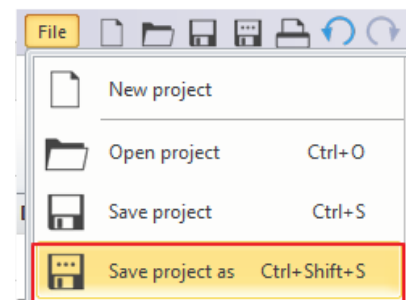 File
New project
Open project Ctrl+O
Save project Ctrl+S
Save project as Ctrl+Shift+S